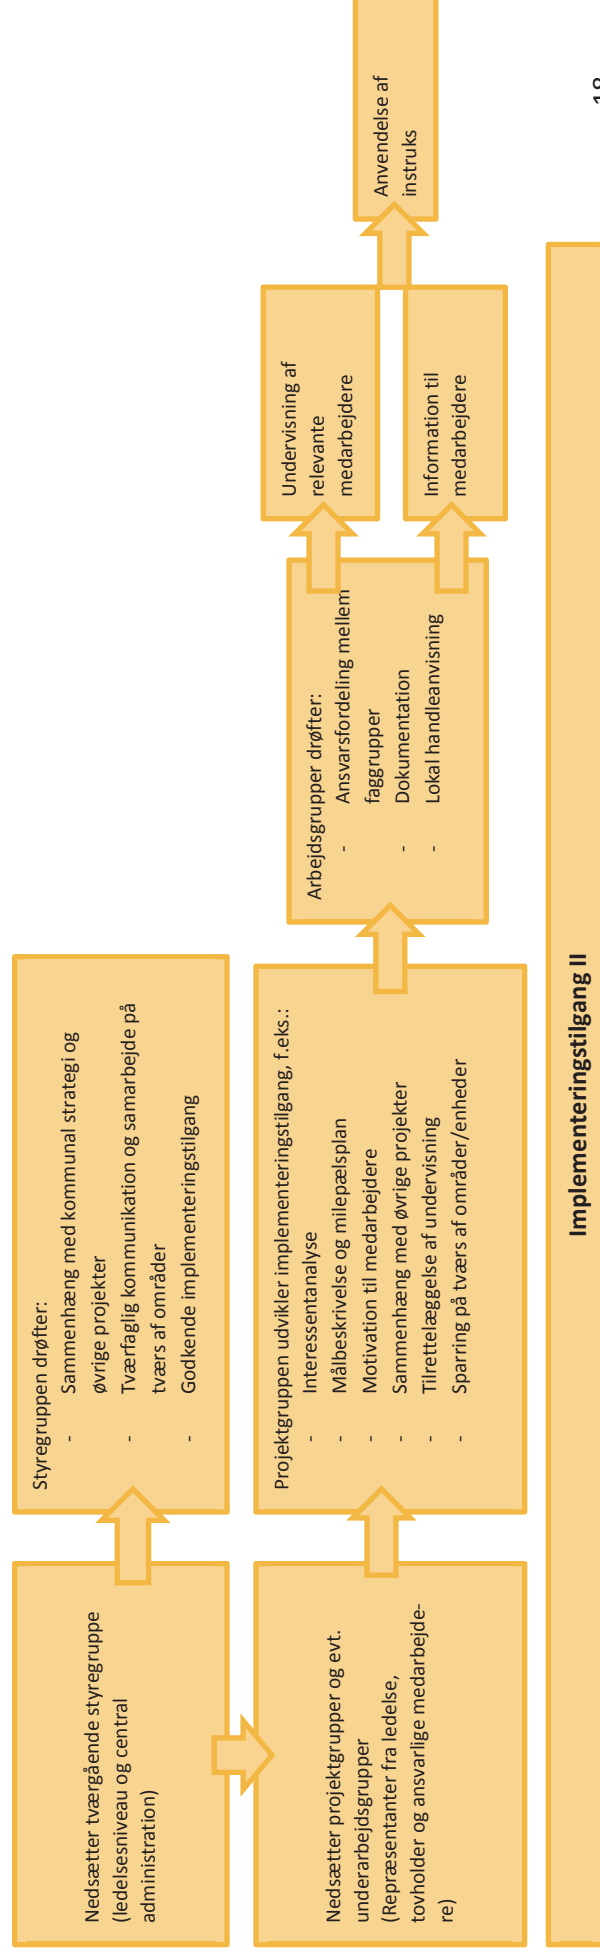 Nedsætter tværgående styregruppe
(ledelsesniveau og central
administration)
Styregruppen drøfter:
- Sammenhæng med kommunal strategi og
øvrige projekter
- Tværfaglig kommunikation og samarbejde på
tværs af områder
- Godkende implementeringstilgang
Nedsætter projektgrupper og evt.
underarbejdsgrupper
(Repræsentanter fra ledelse,
tovholder og ansvarlige medarbejde-
re)
Projektgruppen udvikler implementeringstilgang, f.eks.:
- Interessentanalyse
- Målbeskrivelse og milepælsplan
- Motivation til medarbejdere
- Sammenhæng med øvrige projekter
- Tilrettelæggelse af undervisning
- Sparring på tværs af områder/enheder
Arbejdsgrupper drøfter:
- Ansvarsfordeling mellem
faggrupper
- Dokumentation
- Lokal handleanvisning
Undervisning af
relevante
medarbejdere
Information til
medarbejdere
Anvendelse af
instruks
Implementeringstilgang II
18